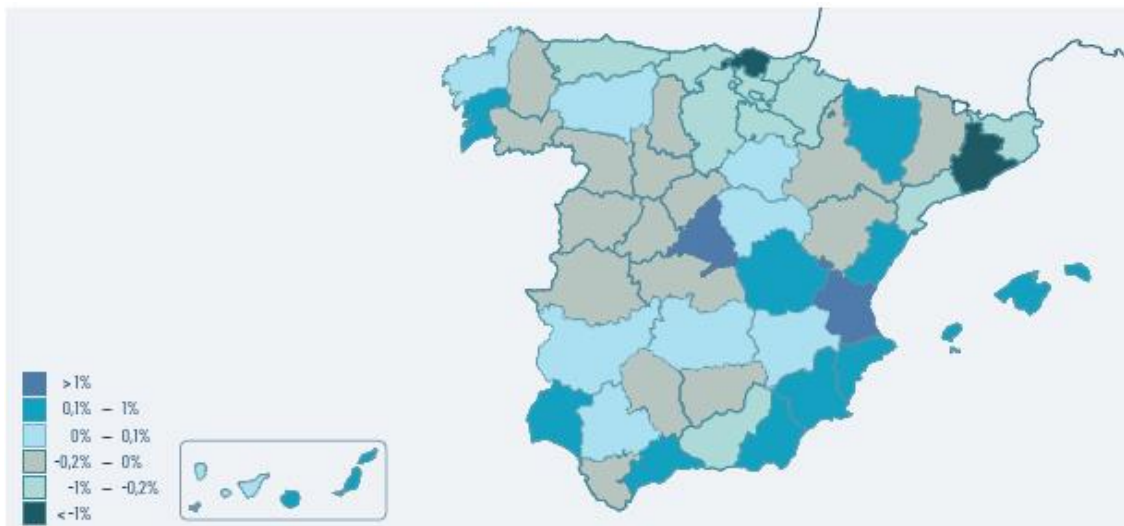 >1%
0,1% – 1%
0% – 0,1%
-0,2% – 0%
-1% – -0,2%
<-1%